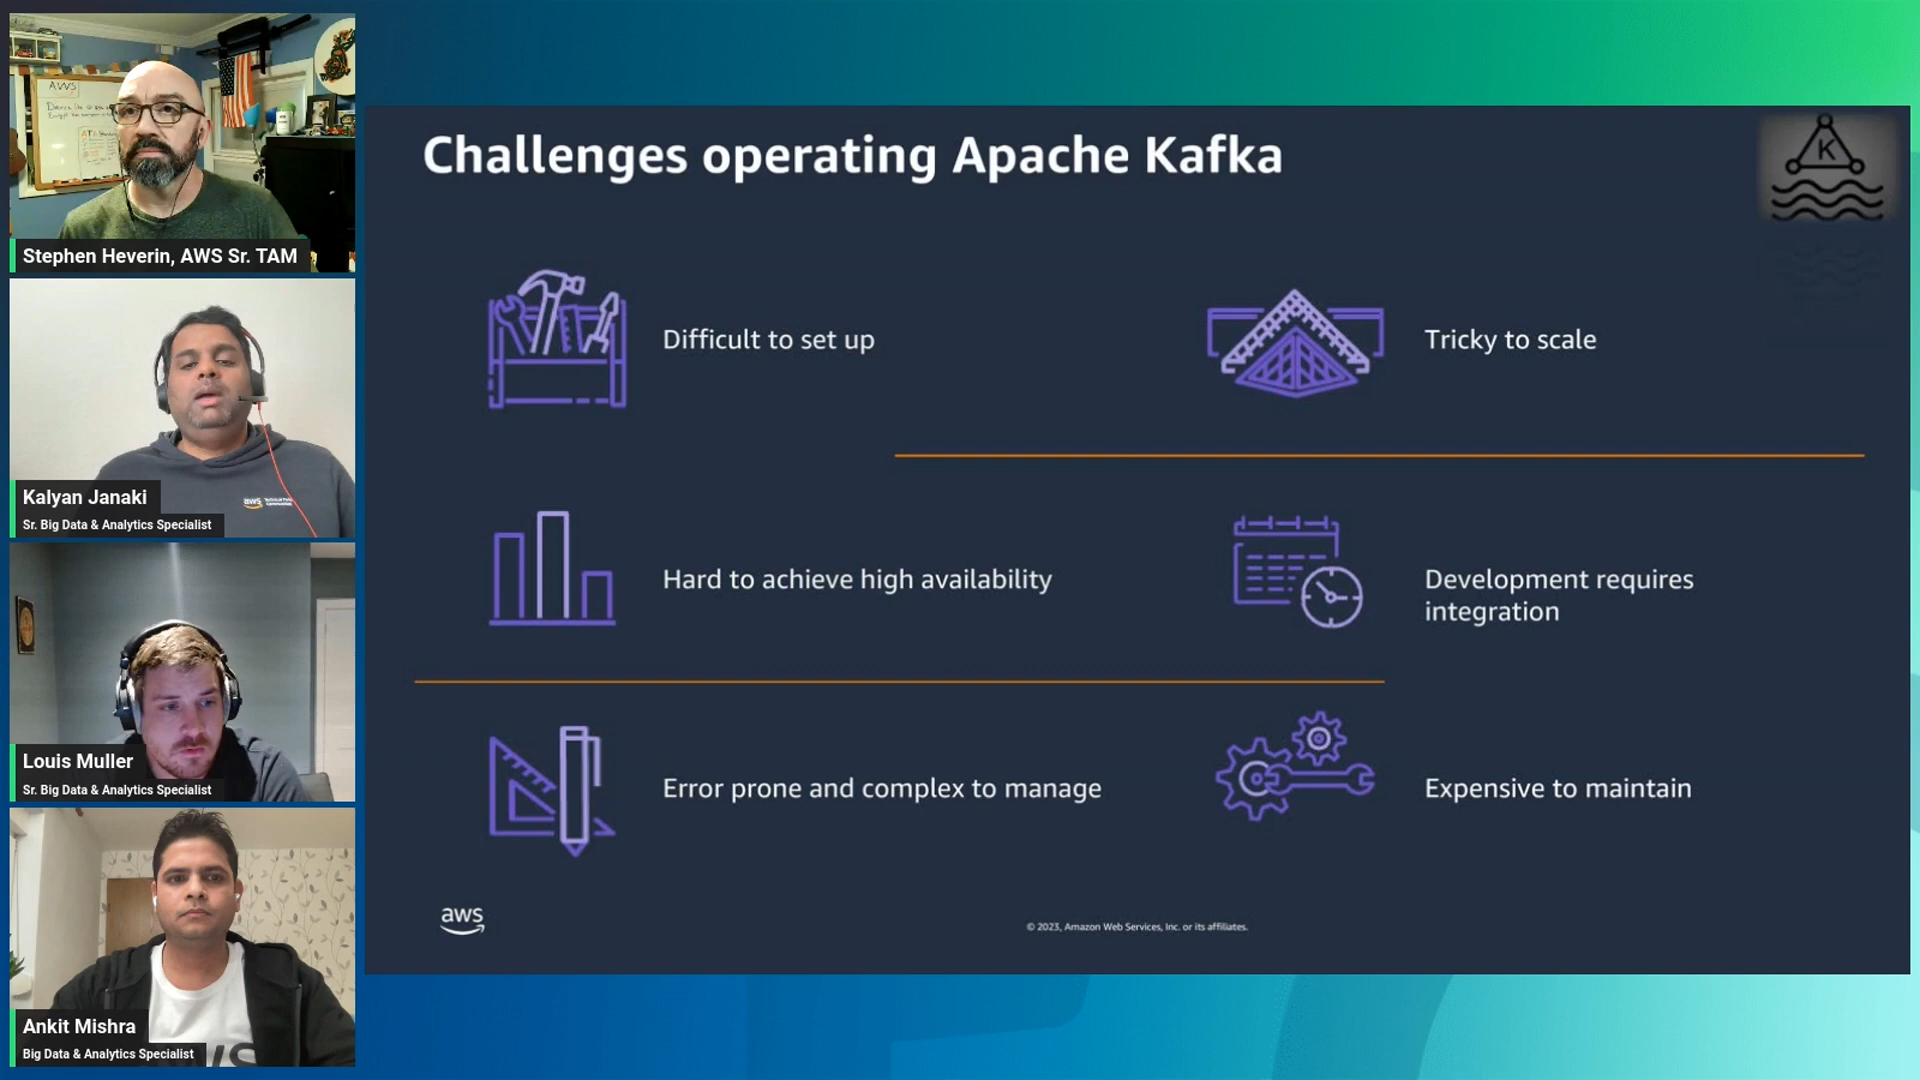 AWS
Stephen Heverin, AWS Sr. TAM
aws
Kalyan Janaki
Sr. Big Data & Analytics Specialist
Louis Muller
Sr. Big Data & Analytics Specialist
Ankit Mishra
Big Data & Analytics Specialist
Challenges operating Apache Kafka
K
Difficult to set up
Tricky to scale
Hard to achieve high availability
Development requires
integration
Error prone and complex to manage
Expensive to maintain
aws
© 2023, Amazon Web Services, Inc. or its affiliates.